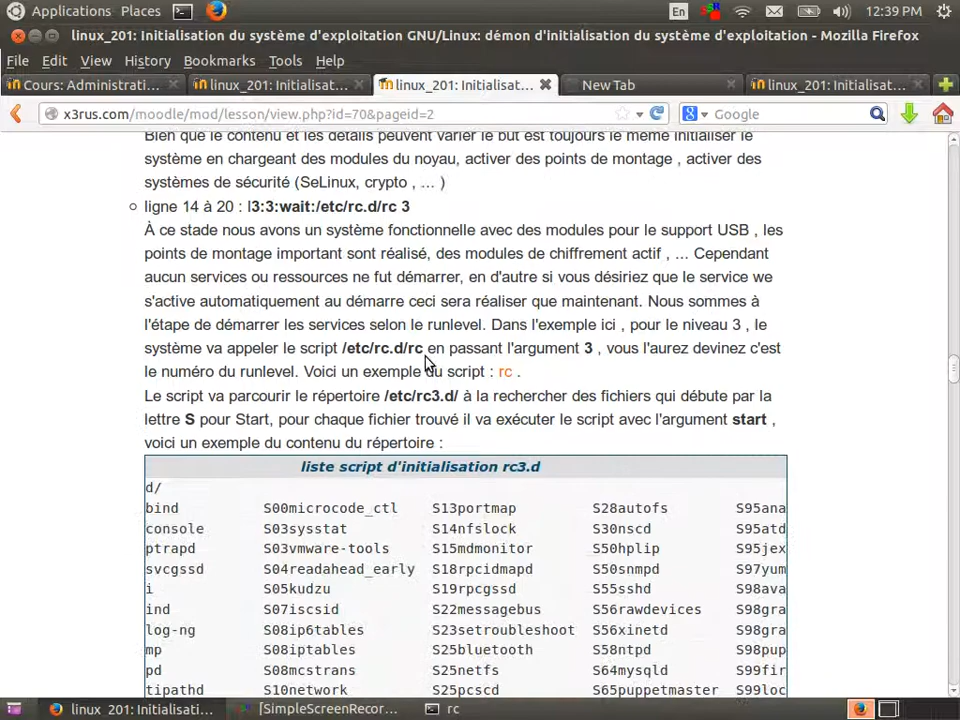 Applications Places En 12:39 PM
linux_201: Initialisation du système d'exploitation GNU/Linux: démon d'initialisation du système d'exploitation - Mozilla Firefox
File Edit View History Bookmarks Tools Help
Cours: Administrati... linux_201: Initialisation... linux_201: Initialisation... New Tab linux_201: Initialisation...
x3rus.com/moodle/mod/lesson/view.php?id=70&pageid=2 Google
Bien que le contenu et les détails peuvent varier le but est toujours le même initialiser le
système en chargeant des modules du noyau, activer des points de montage , activer des
systèmes de sécurité (SeLinux, crypto , ... )
ligne 14 à 20 : l3:3:wait:/etc/rc.d/rc 3
À ce stade nous avons un système fonctionnelle avec des modules pour le support USB , les
points de montage important sont réalisé, des modules de chiffrement actif , ... Cependant
aucun services ou ressources ne fut démarrer, en d'autre si vous désiriez que le service we
s'active automatiquement au démarre ceci sera réaliser que maintenant. Nous sommes à
l'étape de démarrer les services selon le runlevel. Dans l'exemple ici , pour le niveau 3 , le
système va appeler le script /etc/rc.d/rc en passant l'argument 3 , vous l'aurez devinez c'est
le numéro du runlevel. Voici un exemple du script : rc .
Le script va parcourir le répertoire /etc/rc3.d/ à la rechercher des fichiers qui débute par la
lettre S pour Start, pour chaque fichier trouvé il va exécuter le script avec l'argument start ,
voici un exemple du contenu du répertoire :
liste script d'initialisation rc3.d
d/
bind S00microcode_ctl S13portmap S28autofs S95ana
console S03sysstat S14nfslock S30nscd S95atd
ptrapd S03vmware-tools S15mdmonitor S50hplip S95jex
svcgssd S04readahead_early S18rpcidmapd S50snmpd S97yum
i S05kudzu S19rpcgssd S55sshd S98ava
ind S07iscsid S22messagebus S56rawdevices S98gra
log-ng S08ip6tables S23setroubleshoot S56xinetd S98gra
mp S08iptables S25bluetooth S58ntpd S98pup
pd S08mcstrans S25netfs S64mysqld S99fir
tipathd S10network S25pcscd S65puppetmaster S99loc
linux_201: Initialisati... [SimpleScreenRecor... rc